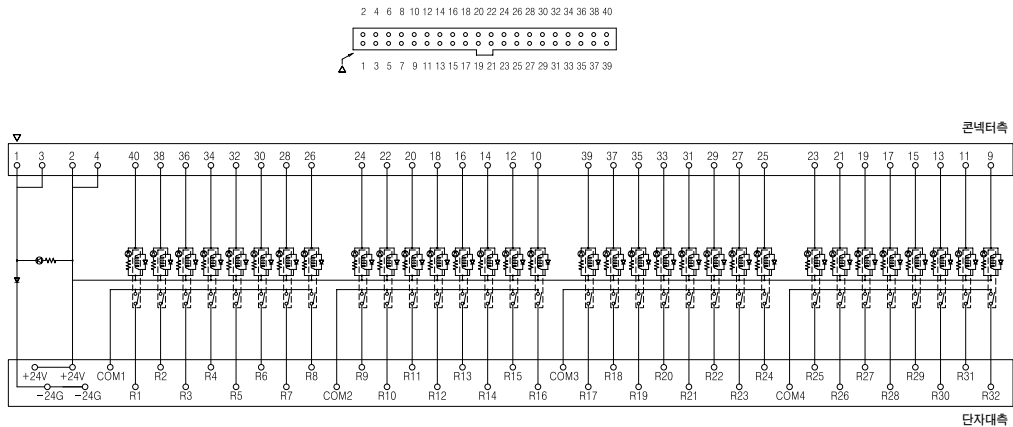 2 4 6 8 10 12 14 16 18 20 22 24 26 28 30 32 34 36 38 40
1 3 5 7 9 11 13 15 17 19 21 23 25 27 29 31 33 35 37 39
콘넥터측
1 3 2 4 40 38 36 34 32 30 28 26 24 22 20 18 16 14 12 10 39 37 35 33 31 29 27 25 23 21 19 17 15 13 11 9
+24V +24V COM1 R2 R4 R6 R8 R9 R11 R13 R15 COM3 R18 R20 R22 R24 R25 R27 R29 R31
-24G -24G R1 R3 R5 R7 COM2 R10 R12 R14 R16 R17 R19 R21 R23 COM4 R26 R28 R30 R32
단자대측